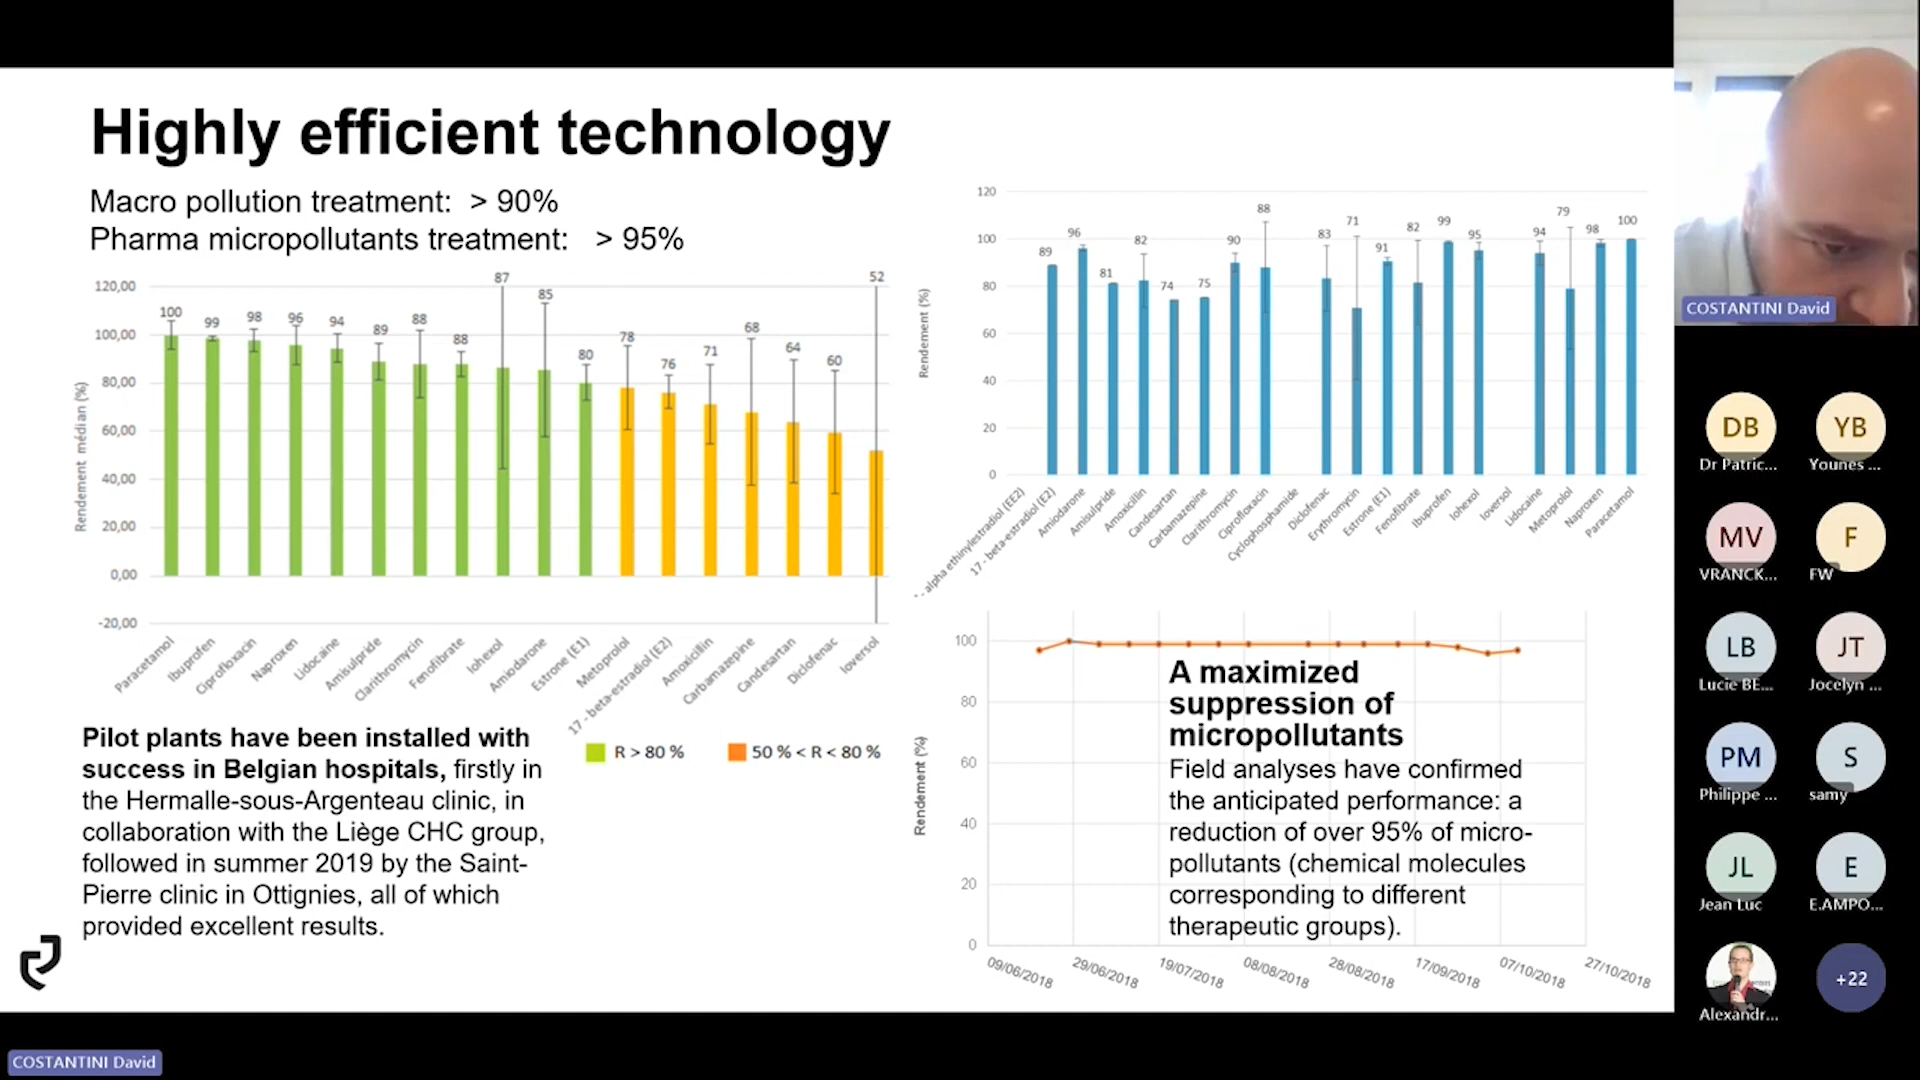 Highly efficient technology
Macro pollution treatment: > 90%
Pharma micropollutants treatment: > 95%
Rendement médian (%)
120,00
100,00
80,00
60,00
40,00
20,00
0,00
-20,00
100
99
98
96
94
89
88
88
87
85
80
78
76
71
68
64
60
52
Paracetamol
Ibuprofen
Ciprofloxacin
Naproxen
Lidocaine
Amisulpride
Clarithromycin
Fenofibrate
Iohexol
Amiodarone
Estrone (E1)
Metoprolol
17 - beta-estradiol (E2)
Amoxicillin
Carbamazepine
Candesartan
Diclofenac
Ioversol
R > 80 %
50 % < R < 80 %
Pilot plants have been installed with
success in Belgian hospitals, firstly in
the Hermalle-sous-Argenteau clinic, in
collaboration with the Liège CHC group,
followed in summer 2019 by the Saint-
Pierre clinic in Ottignies, all of which
provided excellent results.
Rendement (%)
120
100
80
60
40
20
0
89
96
81
82
74
75
90
88
83
71
91
82
99
95
94
79
98
100
- alpha ethinylestradiol (EE2)
17 - beta-estradiol (E2)
Amiodarone
Amisulpride
Amoxicillin
Candesartan
Carbamazepine
Clarithromycin
Ciprofloxacin
Cyclophosphamide
Diclofenac
Erythromycin
Estrone (E1)
Fenofibrate
Ibuprofen
Iohexol
Ioversol
Lidocaine
Metoprolol
Naproxen
Paracetamol
Rendement (%)
100
80
60
40
20
0
A maximized
suppression of
micropollutants
Field analyses have confirmed
the anticipated performance: a
reduction of over 95% of micro-
pollutants (chemical molecules
corresponding to different
therapeutic groups).
09/06/2018
29/06/2018
19/07/2018
08/08/2018
28/08/2018
17/09/2018
07/10/2018
27/10/2018
COSTANTINI David
DB
Dr Patric...
YB
Younes ...
MV
VRANCK...
F
FW
LB
Lucie BE...
JT
Jocelyn ...
PM
Philippe ...
S
samy
JL
Jean Luc
E
E.AMPO...
Alexandr...
+22
COSTANTINI David